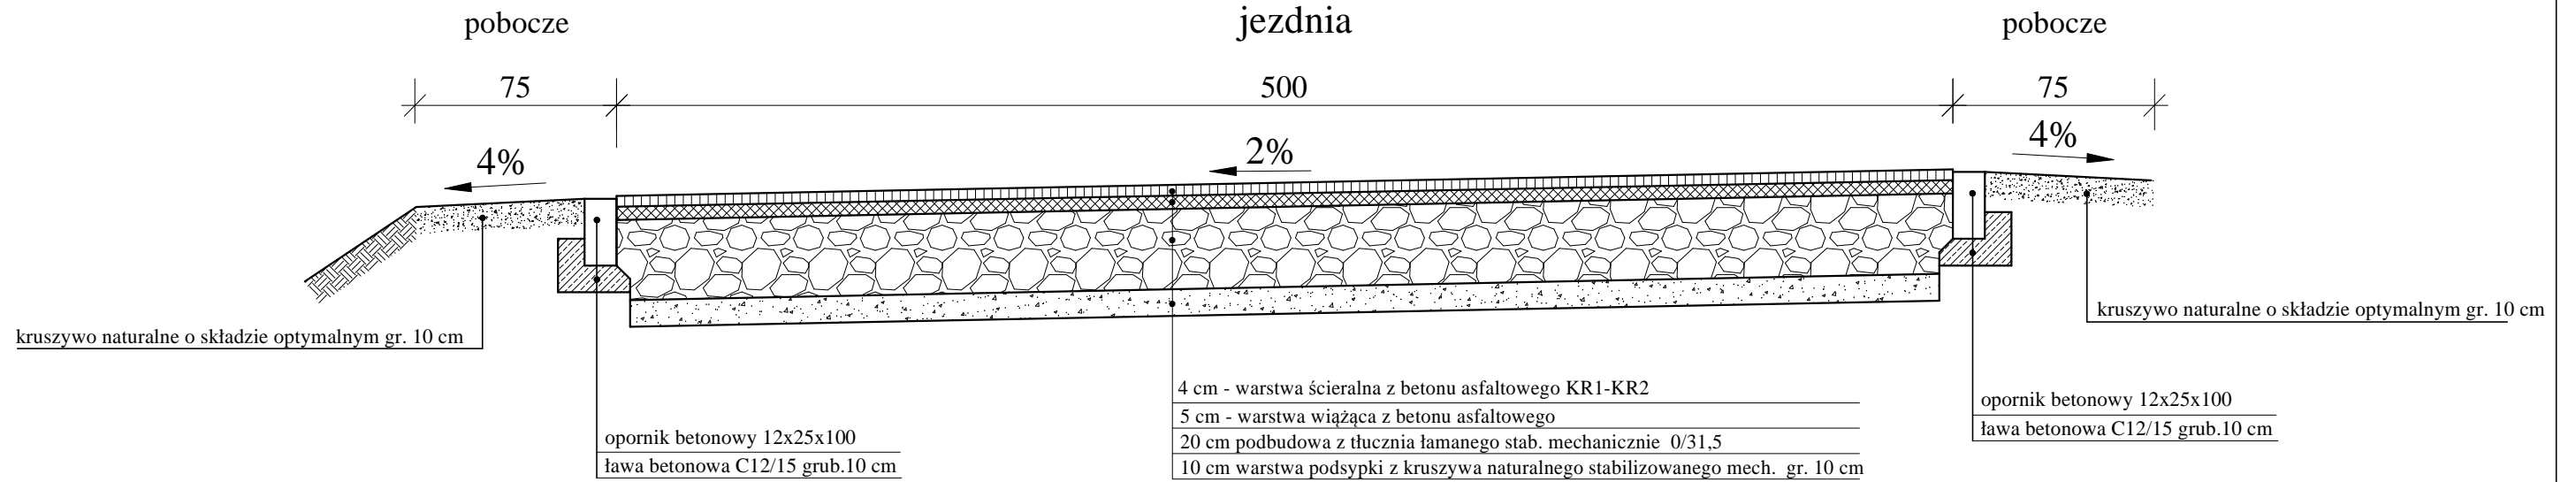 pobocze
jezdnia
pobocze
75
500
75
4%
2%
4%
kruszywo naturalne o składzie optymalnym gr. 10 cm
kruszywo naturalne o składzie optymalnym gr. 10 cm
4 cm - warstwa ścieralna z betonu asfaltowego KR1-KR2
5 cm - warstwa wiążąca z betonu asfaltowego
20 cm podbudowa z tłucznia łamanego stab. mechanicznie 0/31,5
10 cm warstwa podsypki z kruszywa naturalnego stabilizowanego mech. gr. 10 cm
opornik betonowy 12x25x100
ława betonowa C12/15 grub.10 cm
opornik betonowy 12x25x100
ława betonowa C12/15 grub.10 cm